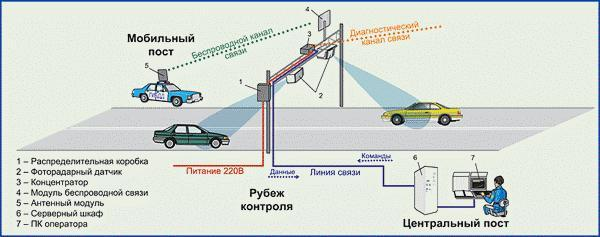 Мобильный
пост
Беспроводной канал
связи
Диагностический
канал связи
4
3
5
1
2
Питание 220В
Данные
Команды
Линия связи
6
7
Рубеж
контроля
Центральный пост
1 – Распределительная коробка
2 – Фоторадарный датчик
3 – Концентратор
4 – Модуль беспроводной связи
5 – Антенный модуль
6 – Серверный шкаф
7 – ПК оператора